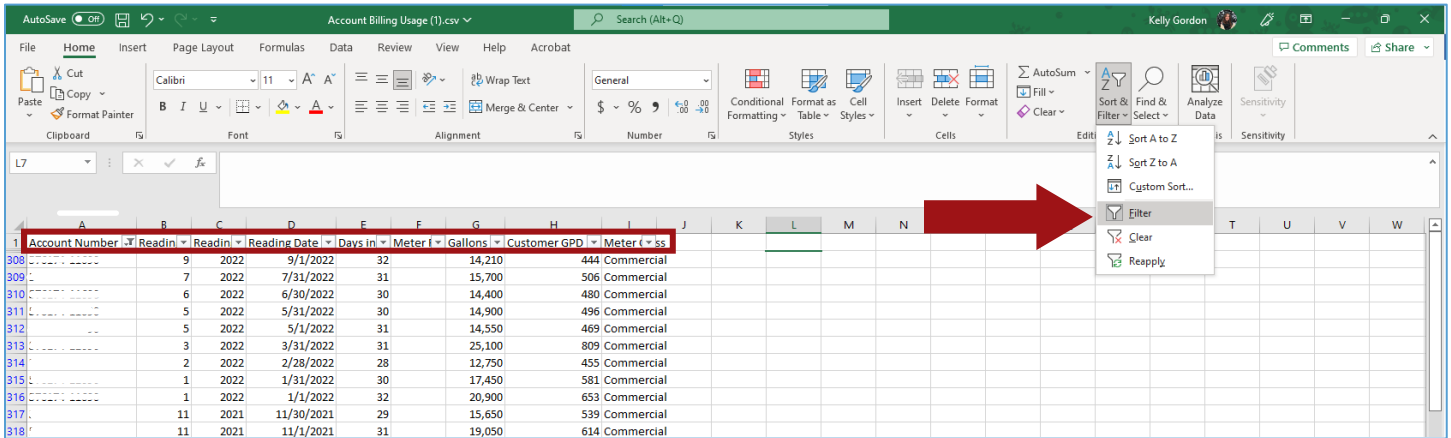 AutoSave Off Account Billing Usage (1).csv Search (Alt+Q) Kelly Gordon
File Home Insert Page Layout Formulas Data Review View Help Acrobat Comments Share
Paste Cut Copy Format Painter
Calibri 11 A^ A˅ B I U A
Wrap Text Merge & Center
General $ % 9 .00 .00
Conditional Formatting Format as Table Cell Styles
Insert Delete Format
AutoSum Fill Clear
Sort & Filter Find & Select
Analyze Data
Sensitivity
Clipboard Font Alignment Number Styles Cells Sensitivity
L7 fx
Sort A to Z
Sort Z to A
Custom Sort...
Filter
Clear
Reapply
A B C D E F G H I J K L M N T U V W
1 Account Number Readin Readin Reading Date Days in Meter Gallons Customer GPD Meter ss
308 9 2022 9/1/2022 32 14,210 444 Commercial
309 7 2022 7/31/2022 31 15,700 506 Commercial
310 6 2022 6/30/2022 30 14,400 480 Commercial
311 5 2022 5/31/2022 30 14,900 496 Commercial
312 5 2022 5/1/2022 31 14,550 469 Commercial
313 3 2022 3/31/2022 31 25,100 809 Commercial
314 2 2022 2/28/2022 28 12,750 455 Commercial
315 1 2022 1/31/2022 30 17,450 581 Commercial
316 1 2022 1/1/2022 32 20,900 653 Commercial
317 11 2021 11/30/2021 29 15,650 539 Commercial
318 11 2021 11/1/2021 31 19,050 614 Commercial